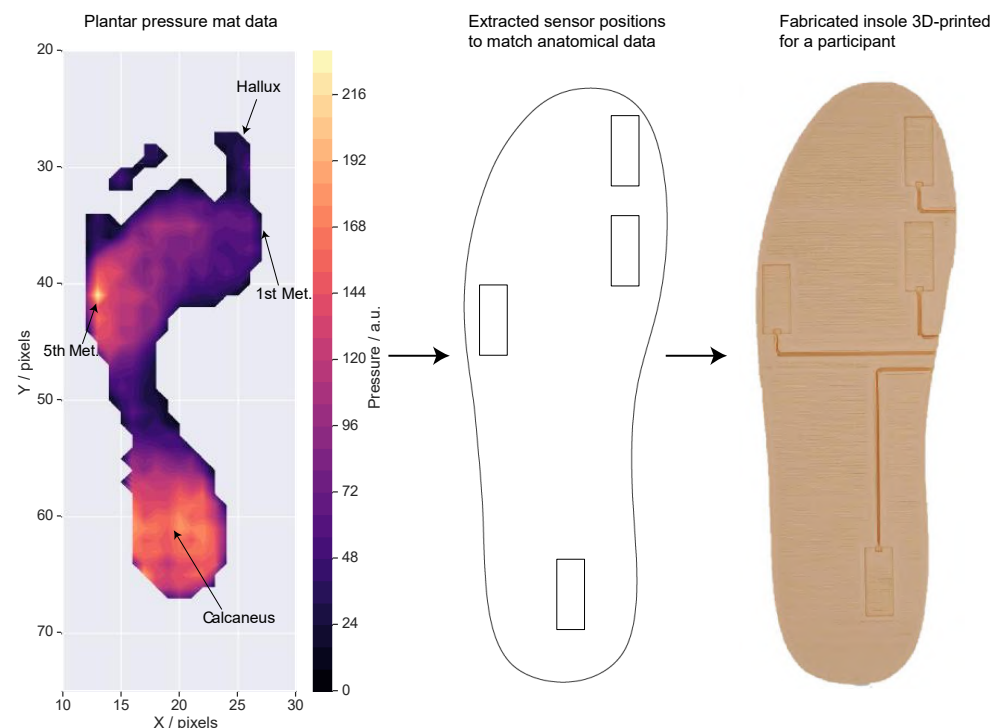 Plantar pressure mat data
Extracted sensor positions
to match anatomical data
Fabricated insole 3D-printed
for a participant
20
30
40
50
60
70
Y / pixels
10
15
20
25
30
X / pixels
Hallux
1st Met.
5th Met.
Calcaneus
216
192
168
144
120
96
72
48
24
0
Pressure / a.u.